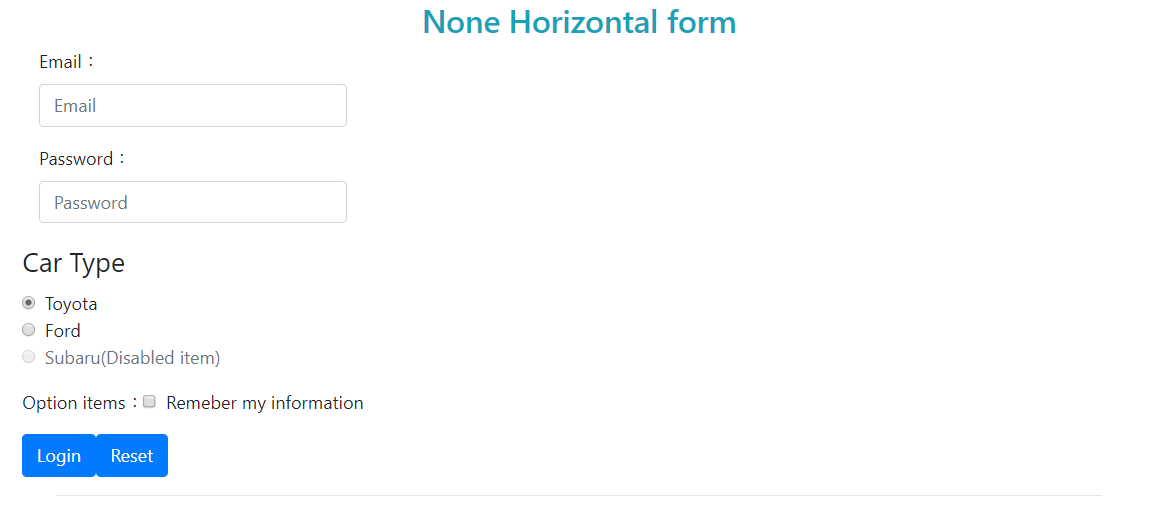 None Horizontal form
Email：
Email
Password：
Password
Car Type
Toyota
Ford
Subaru(Disabled item)
Option items： Remeber my information
Login Reset